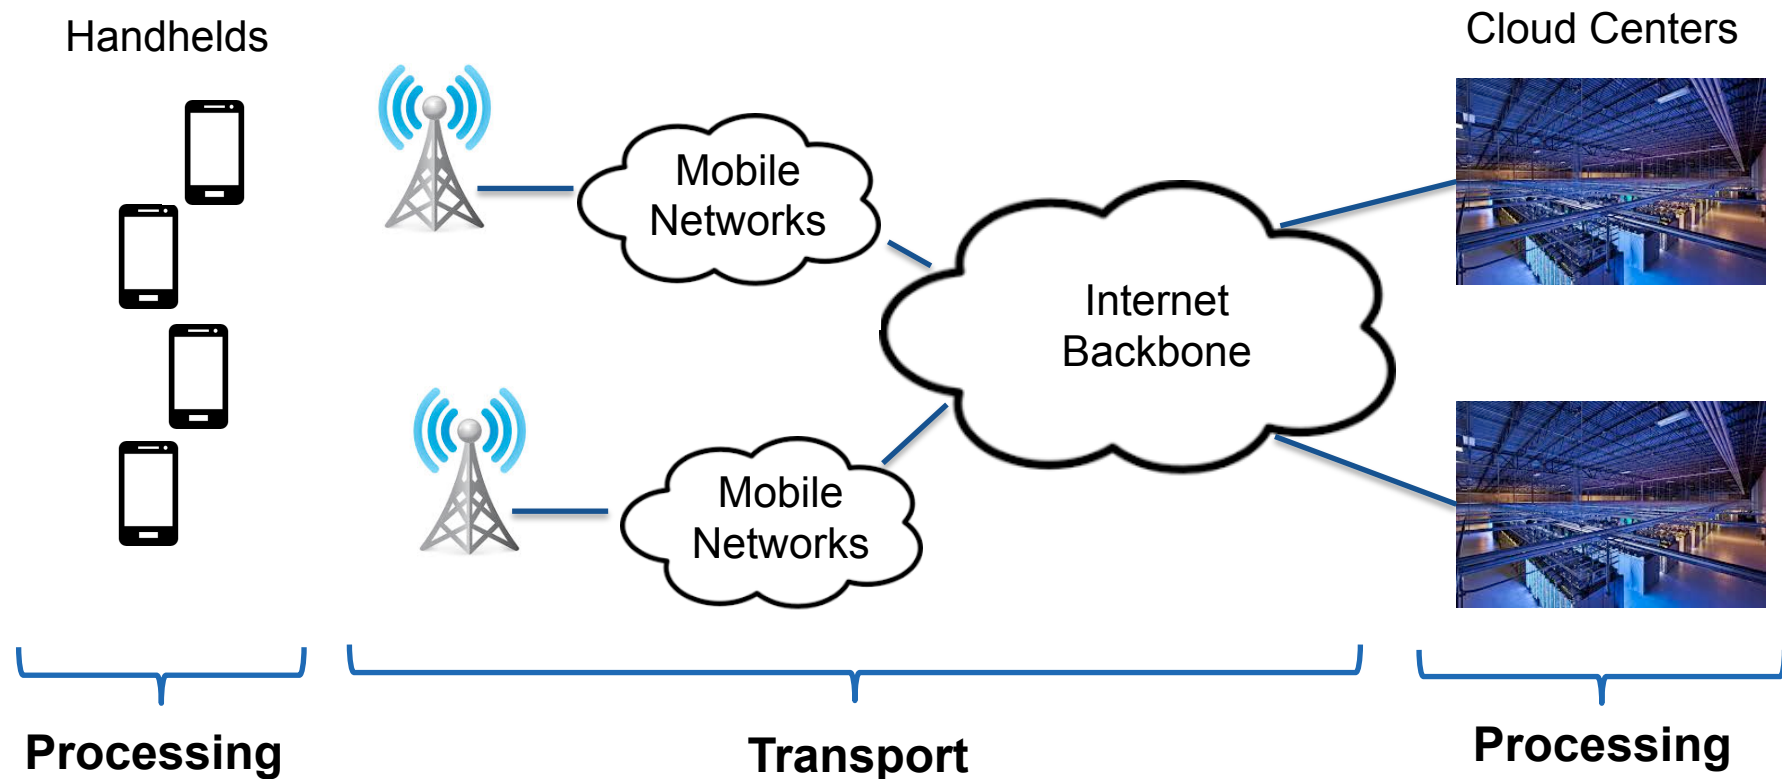 Handhelds
Cloud Centers
Mobile
Networks
Internet
Backbone
Mobile
Networks
Processing
Transport
Processing